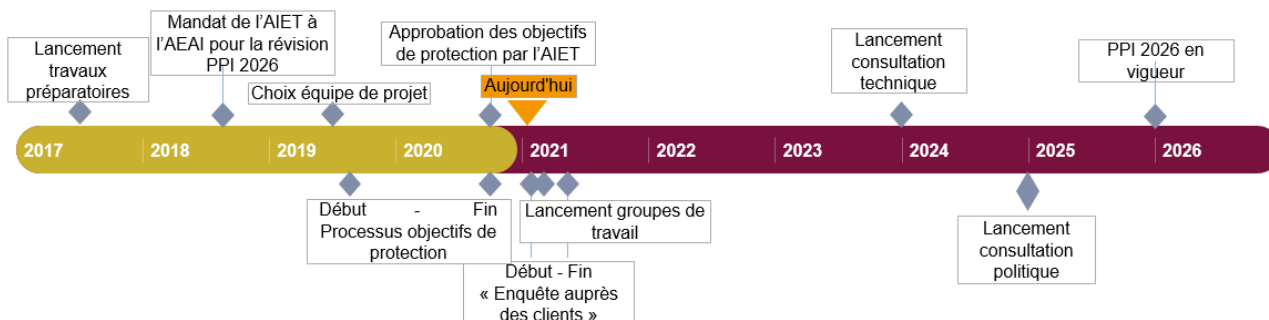 Lancement
travaux
préparatoires
Mandat de l'AIET à
l'AEAI pour la révision
PPI 2026
Choix équipe de projet
Approbation des objectifs
de protection par l'AIET
Aujourd'hui
Lancement
consultation
technique
PPI 2026 en
vigueur
2017 2018 2019 2020 2021 2022 2023 2024 2025 2026
Début - Fin
Processus objectifs de
protection
Lancement groupes de
travail
Début - Fin
« Enquête auprès
des clients »
Lancement
consultation
politique